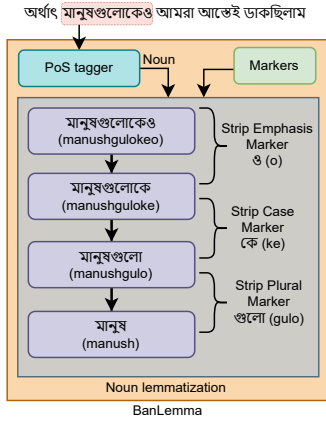 অর্থাৎ মানুষগুলোকেও আমরা আস্তেই ডাকছিলাম
PoS tagger
Noun
Markers
মানুষগুলোকেও
(manushgulokeo)
Strip Emphasis
Marker
ও (o)
মানুষগুলোকে
(manushguloke)
Strip Case
Marker
কে (ke)
মানুষগুলো
(manushgulo)
Strip Plural
Marker
গুলো (gulo)
মানুষ
(manush)
Noun lemmatization
BanLemma